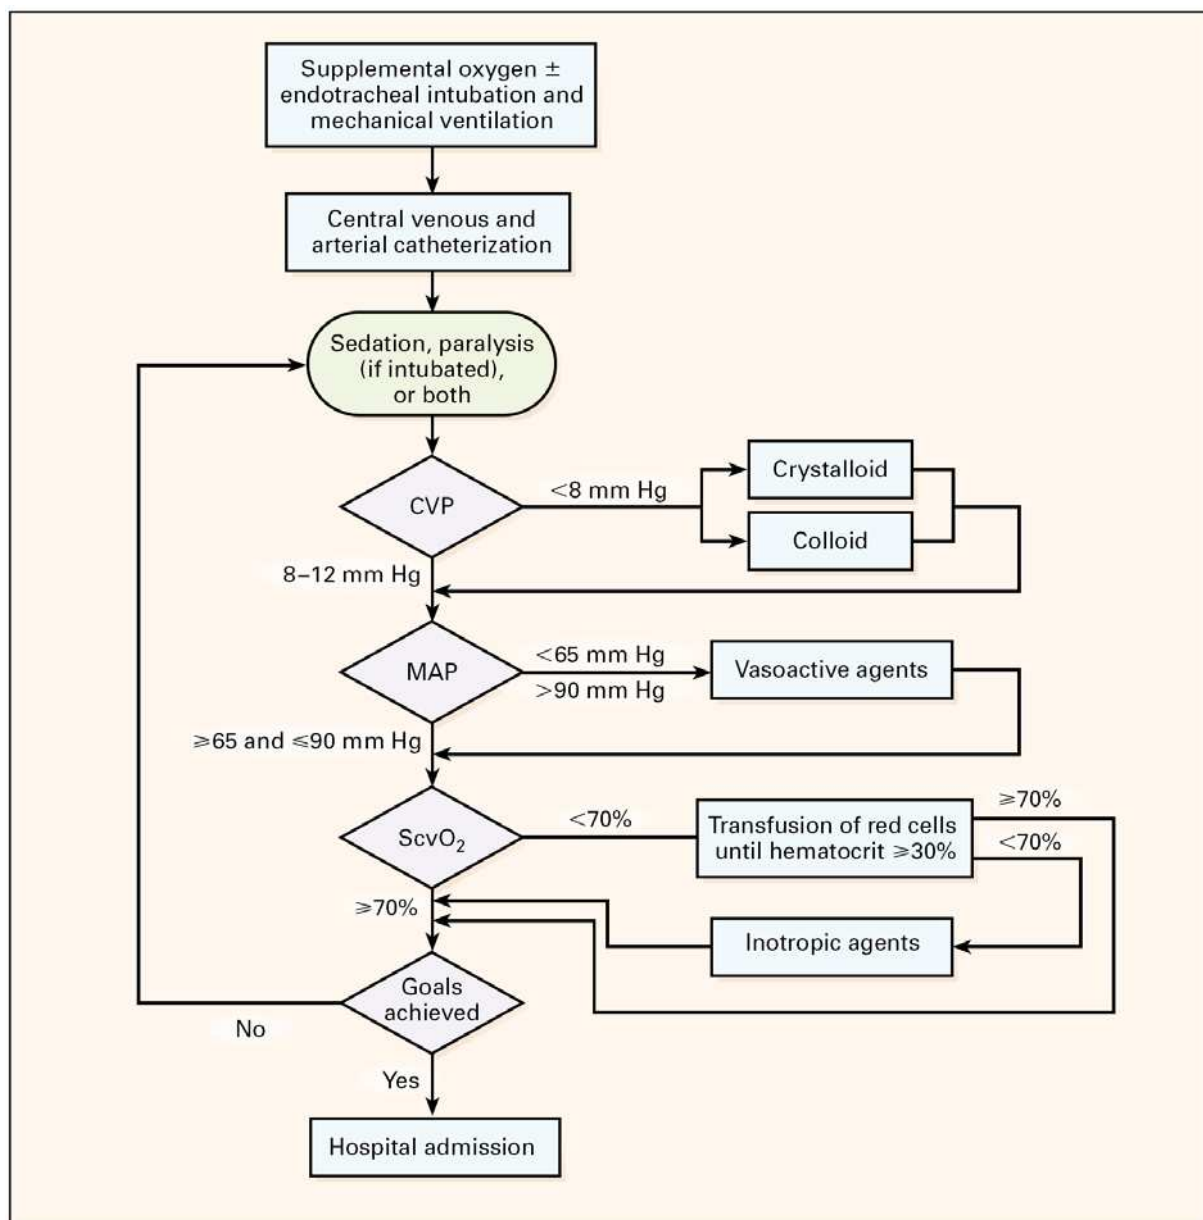 Supplemental oxygen ±
endotracheal intubation and
mechanical ventilation
Central venous and
arterial catheterization
Sedation, paralysis
(if intubated),
or both
CVP
<8 mm Hg
Crystalloid
Colloid
8–12 mm Hg
MAP
<65 mm Hg
>90 mm Hg
Vasoactive agents
≥65 and ≤90 mm Hg
ScvO₂
<70%
Transfusion of red cells
until hematocrit ≥30%
≥70%
<70%
≥70%
Inotropic agents
Goals
achieved
No
Yes
Hospital admission